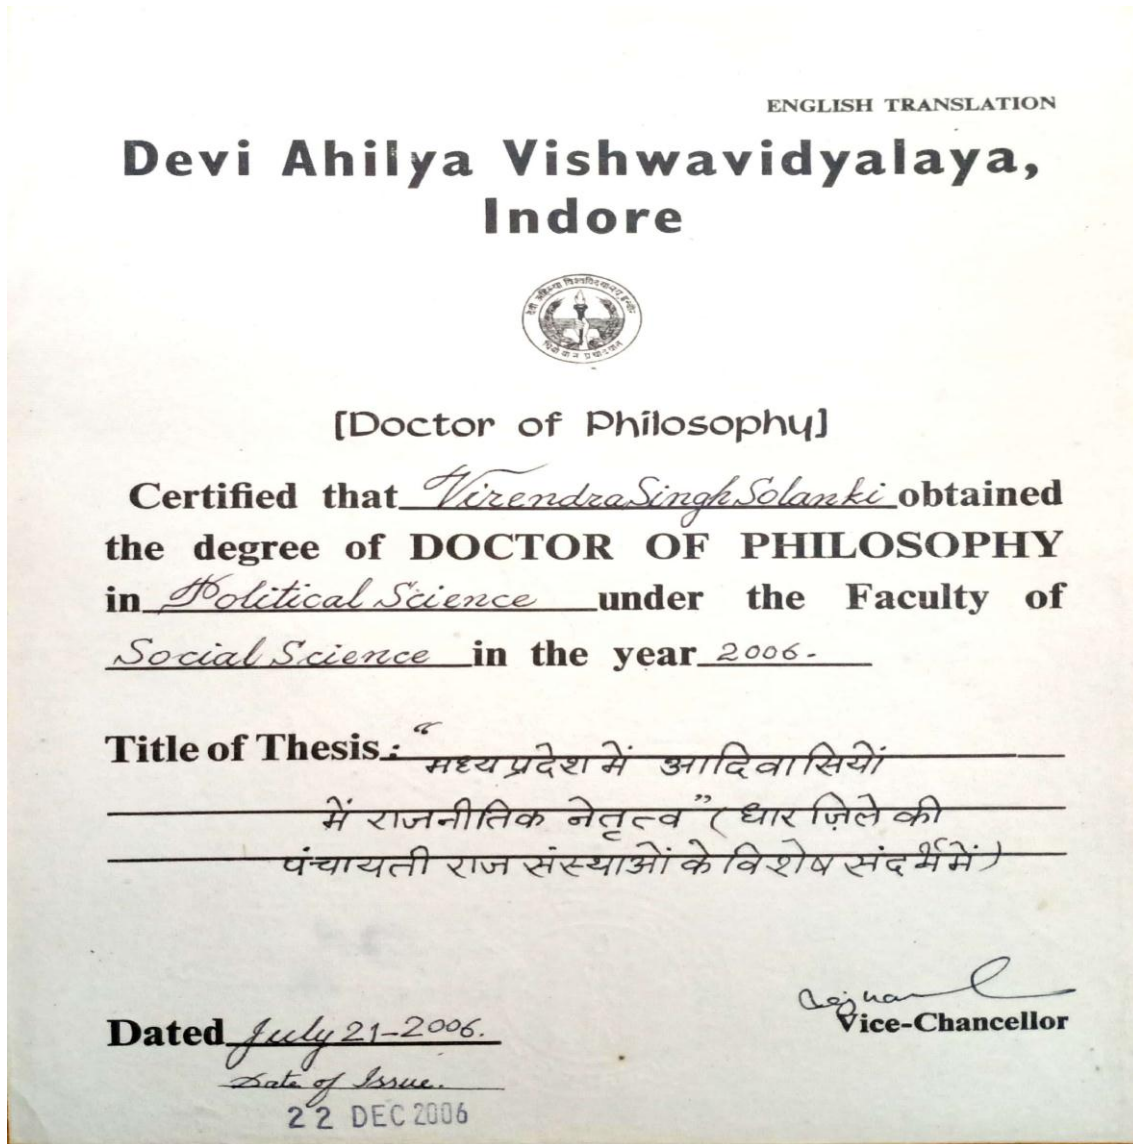 ENGLISH TRANSLATION
Devi Ahilya Vishwavidyalaya,
Indore
[Doctor of Philosophy]
Certified that Virendra Singh Solanki obtained
the degree of DOCTOR OF PHILOSOPHY
in Political Science under the Faculty of
Social Science in the year 2006.
Title of Thesis : "मध्य प्रदेश में आदिवासियों
में राजनीतिक नेतृत्व" (धार ज़िले की
पंचायती राज संस्थाओं के विशेष संदर्भ में)
Vice-Chancellor
Dated July 21-2006.
Date of Issue.
22 DEC 2006